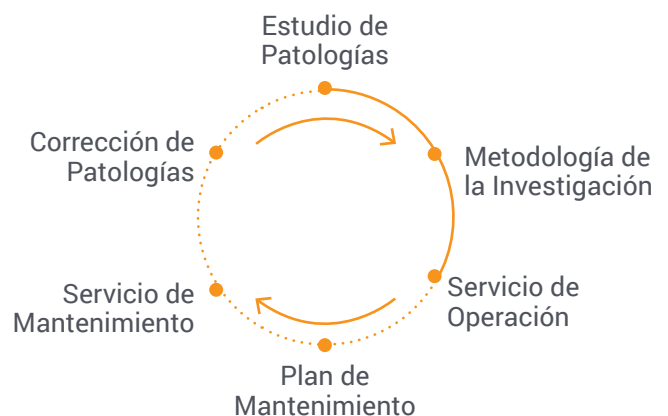 Estudio de
Patologías
Metodología de
la Investigación
Servicio de
Operación
Plan de
Mantenimiento
Servicio de
Mantenimiento
Corrección de
Patologías